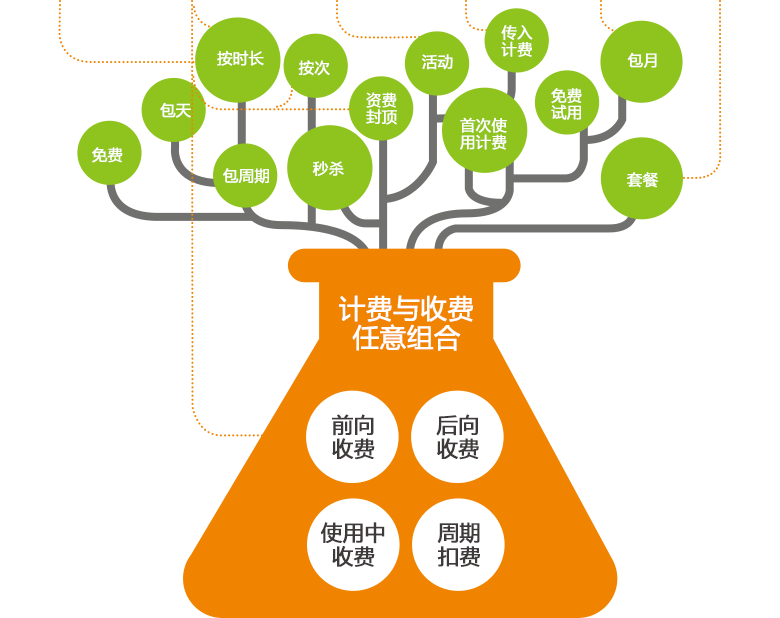 传入
计费
按时长
按次
活动
包月
包天
资费
封顶
免费
试用
首次使
用计费
免费
包周期
秒杀
套餐
计费与收费
任意组合
前向
收费
后向
收费
使用中
收费
周期
扣费